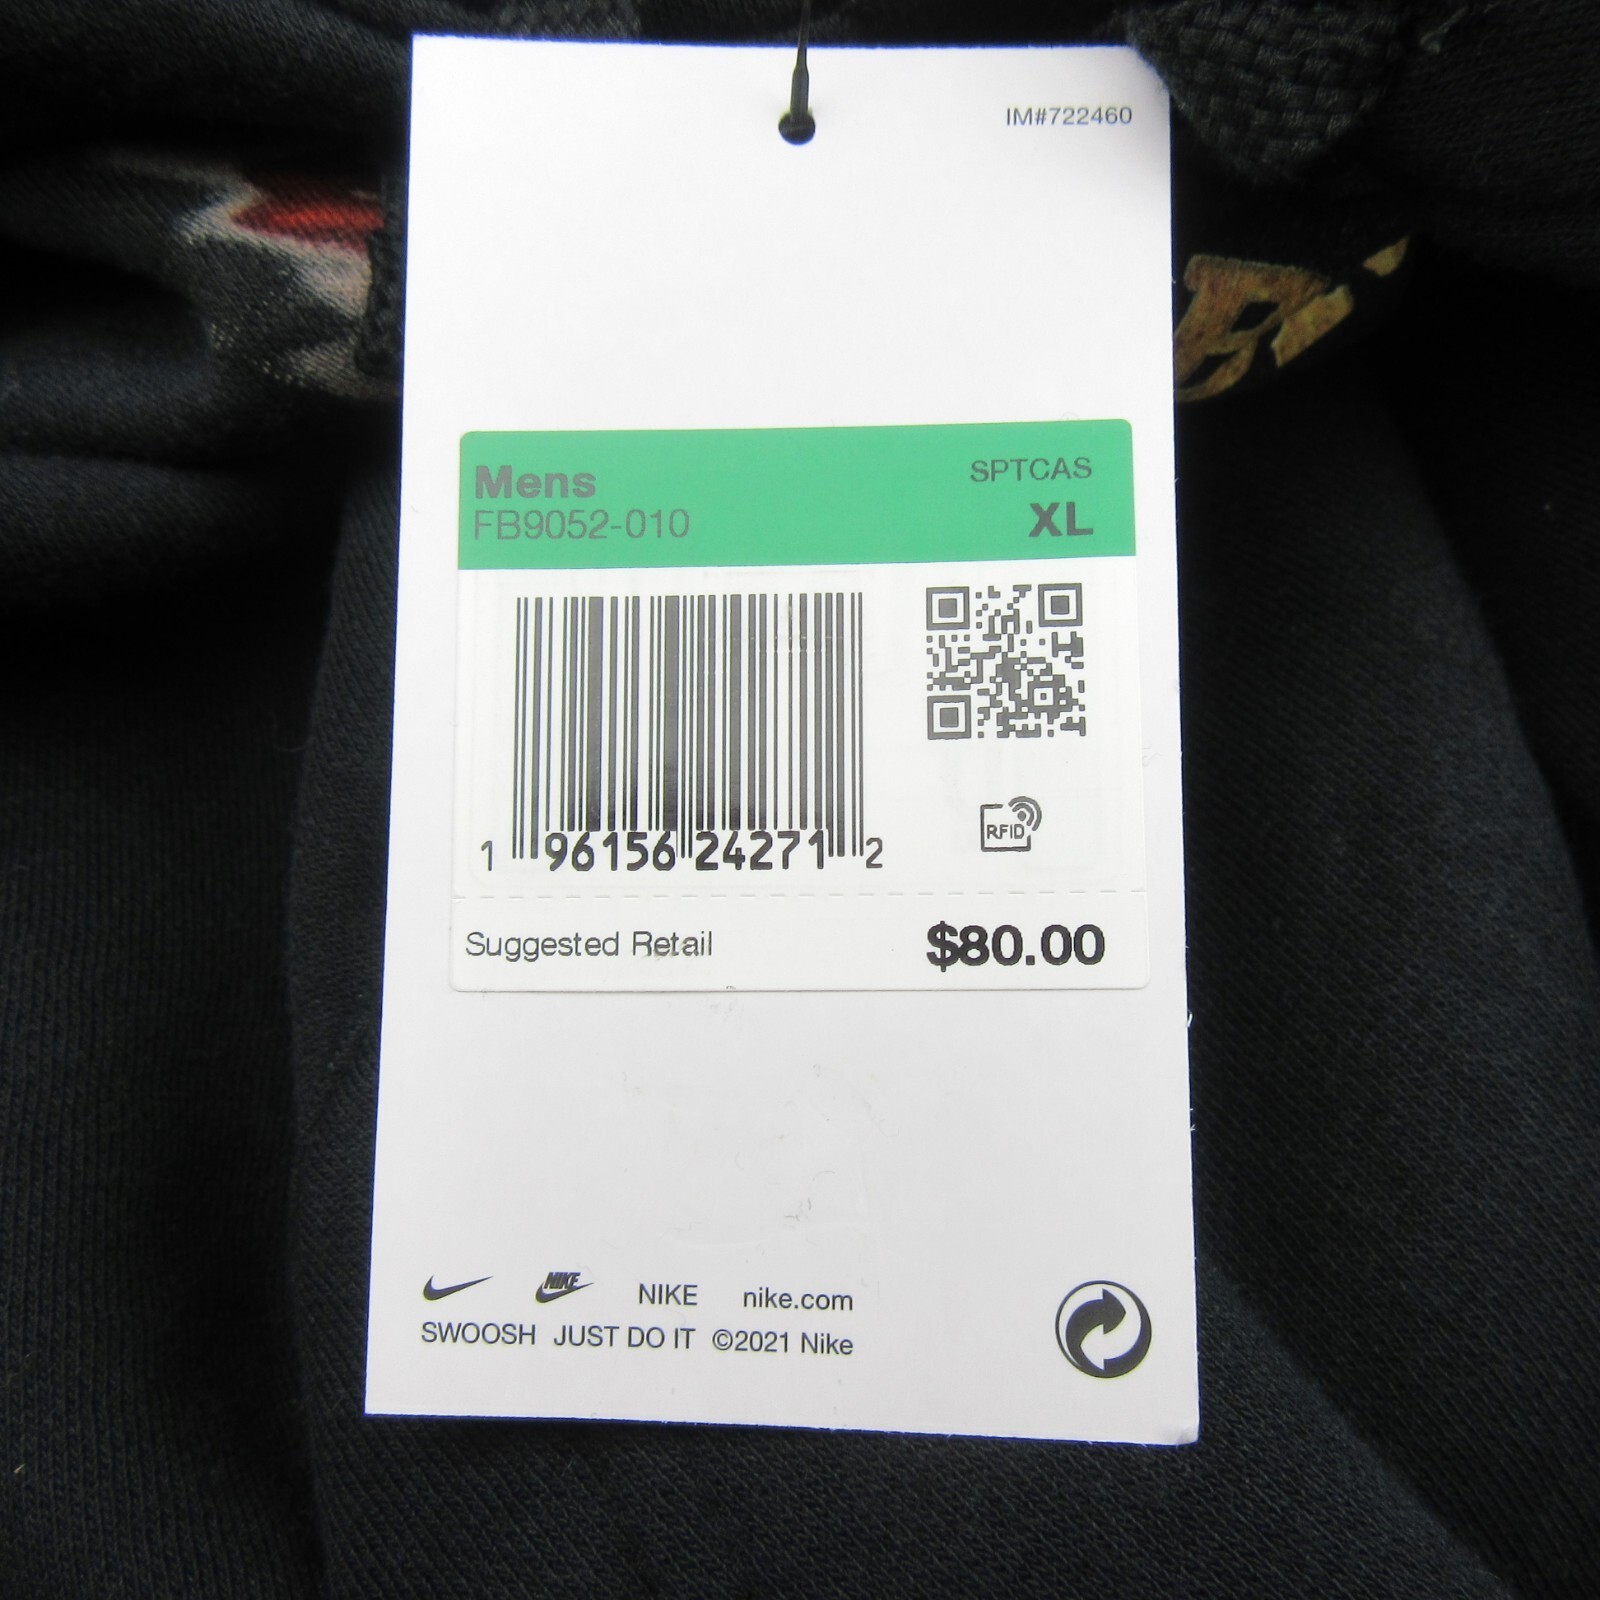 IM#722460
Mens SPTCAS
FB9052-010 XL
1 96156 24271 2
RFID
Suggested Retail $80.00
NIKE NIKE nike.com
SWOOSH JUST DO IT ©2021 Nike